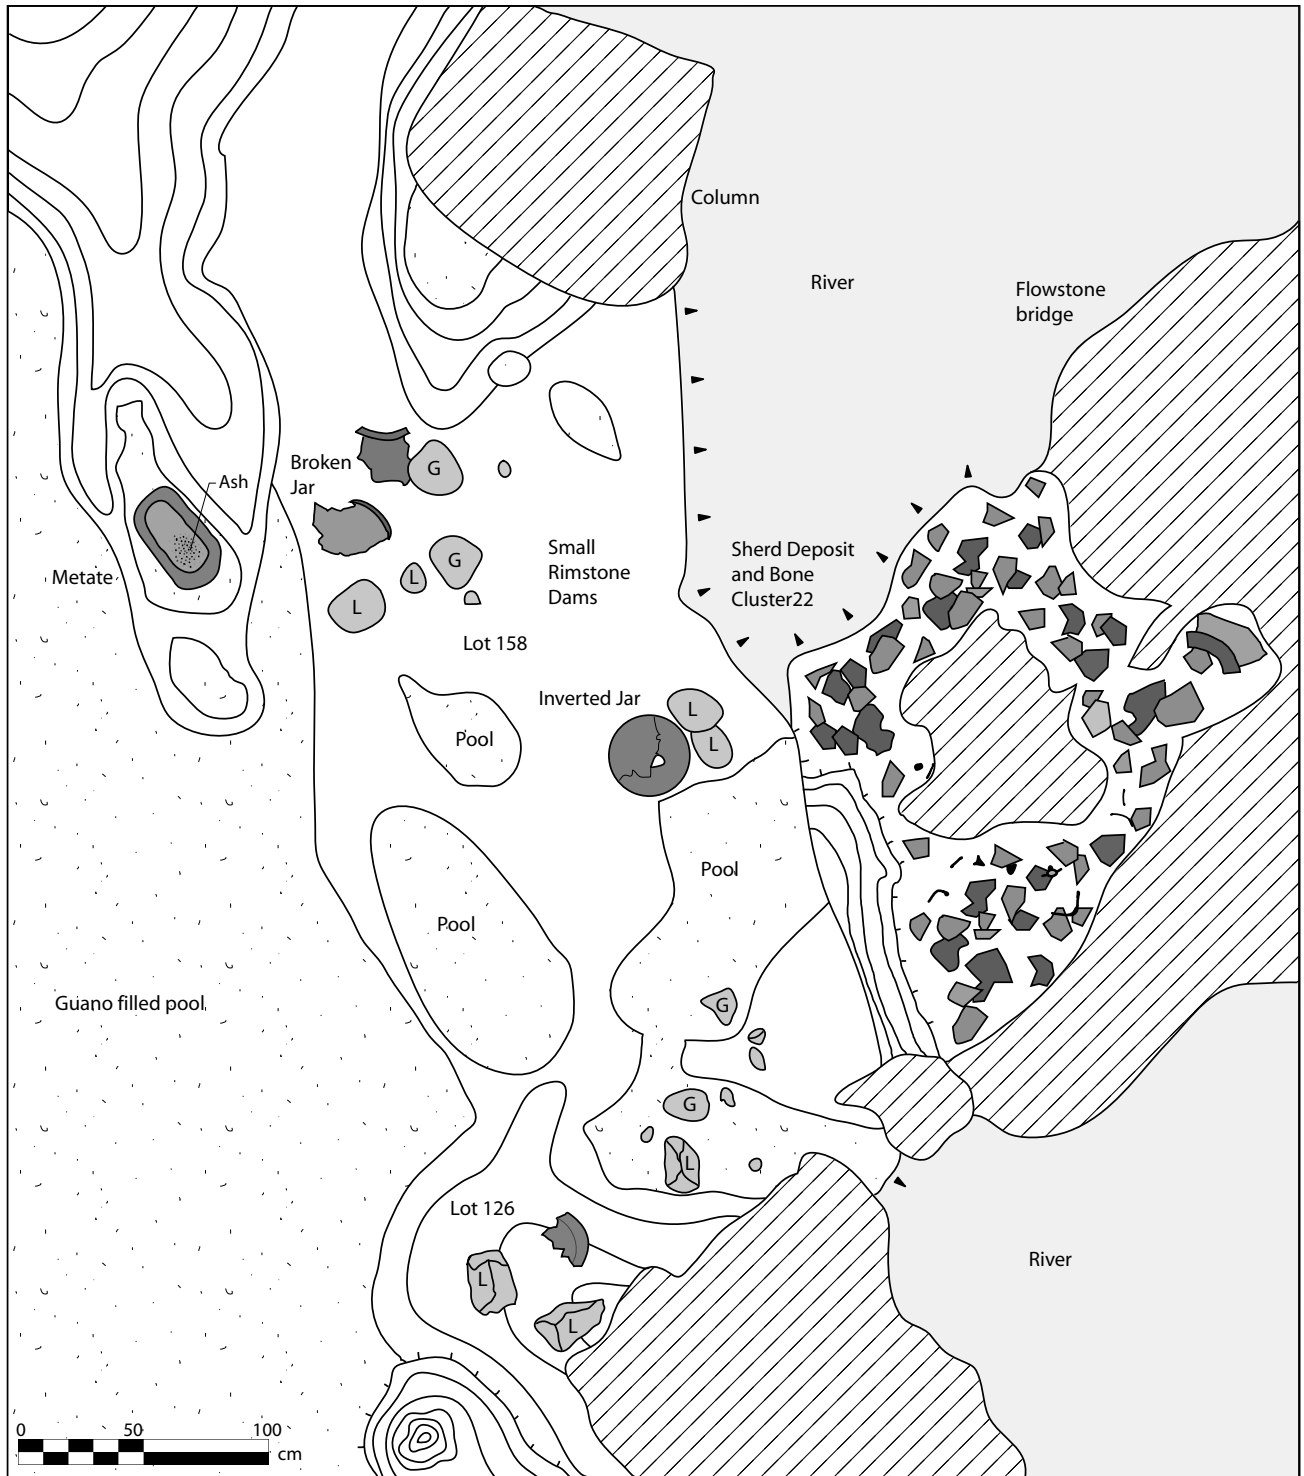 Column
River
Flowstone
bridge
Broken
Jar
G
Ash
Metate
G
L
L
Small
Rimstone
Dams
Sherd Deposit
and Bone
Cluster22
Lot 158
Inverted Jar
L
L
Pool
Pool
Pool
Guano filled pool
G
G
L
Lot 126
L
L
River
0 50 100
cm